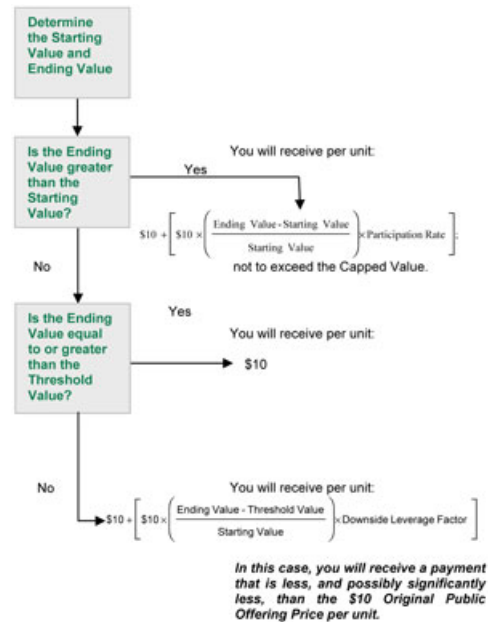 Determine
the Starting
Value and
Ending Value
Is the Ending
Value greater
than the
Starting
Value?
Yes
You will receive per unit:
$10 + [ $10 × ( Ending Value - Starting Value / Starting Value ) × Participation Rate ];
not to exceed the Capped Value.
No
Is the Ending
Value equal
to or greater
than the
Threshold
Value?
Yes
You will receive per unit:
$10
No
You will receive per unit:
$10 + [ $10 × ( Ending Value - Threshold Value / Starting Value ) × Downside Leverage Factor ]
In this case, you will receive a payment
that is less, and possibly significantly
less, than the $10 Original Public
Offering Price per unit.